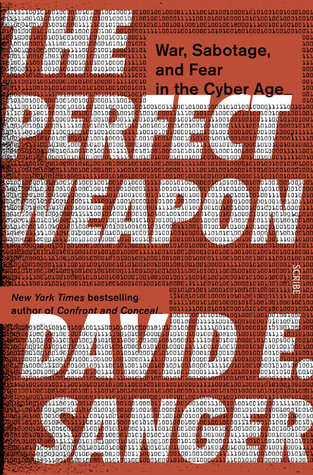 THE
War, Sabotage,
and Fear
in the Cyber Age
PERFECT
WEAPON
SCRIBE
New York Times bestselling
author of Confront and Conceal
DAVID E.
SANGER